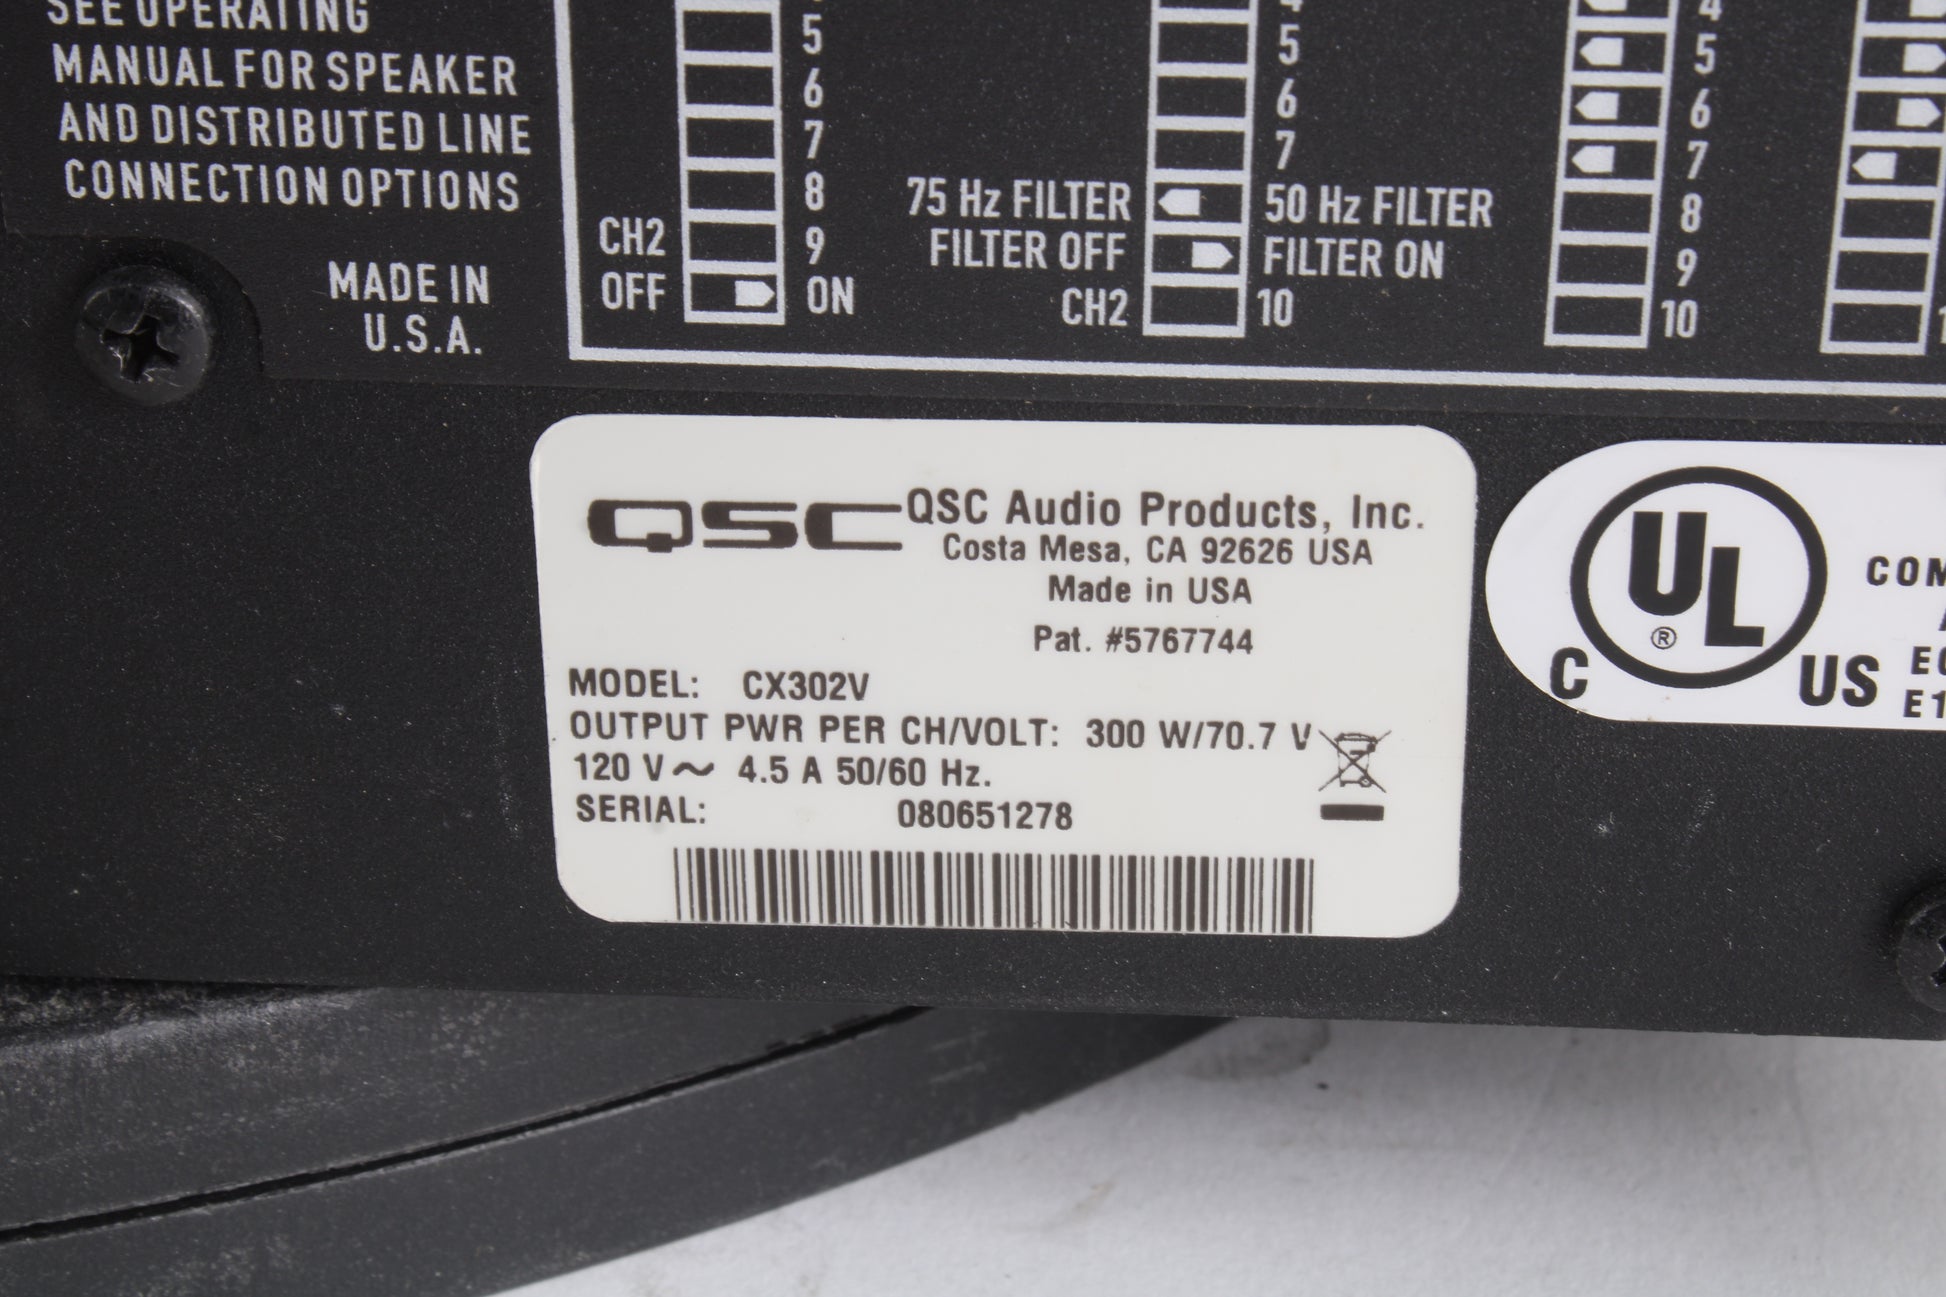 SEE OPERATING
MANUAL FOR SPEAKER
AND DISTRIBUTED LINE
CONNECTION OPTIONS
MADE IN
U.S.A.
5
6
7
8
CH2 9
OFF ON
4
5
6
7
75 Hz FILTER 50 Hz FILTER
FILTER OFF FILTER ON
CH2 10
4
5
6
7
8
9
10
QSC QSC Audio Products, Inc.
Costa Mesa, CA 92626 USA
Made in USA
Pat. #5767744
MODEL: CX302V
OUTPUT PWR PER CH/VOLT: 300 W/70.7 V
120 V~ 4.5 A 50/60 Hz.
SERIAL: 080651278
C UL ® US